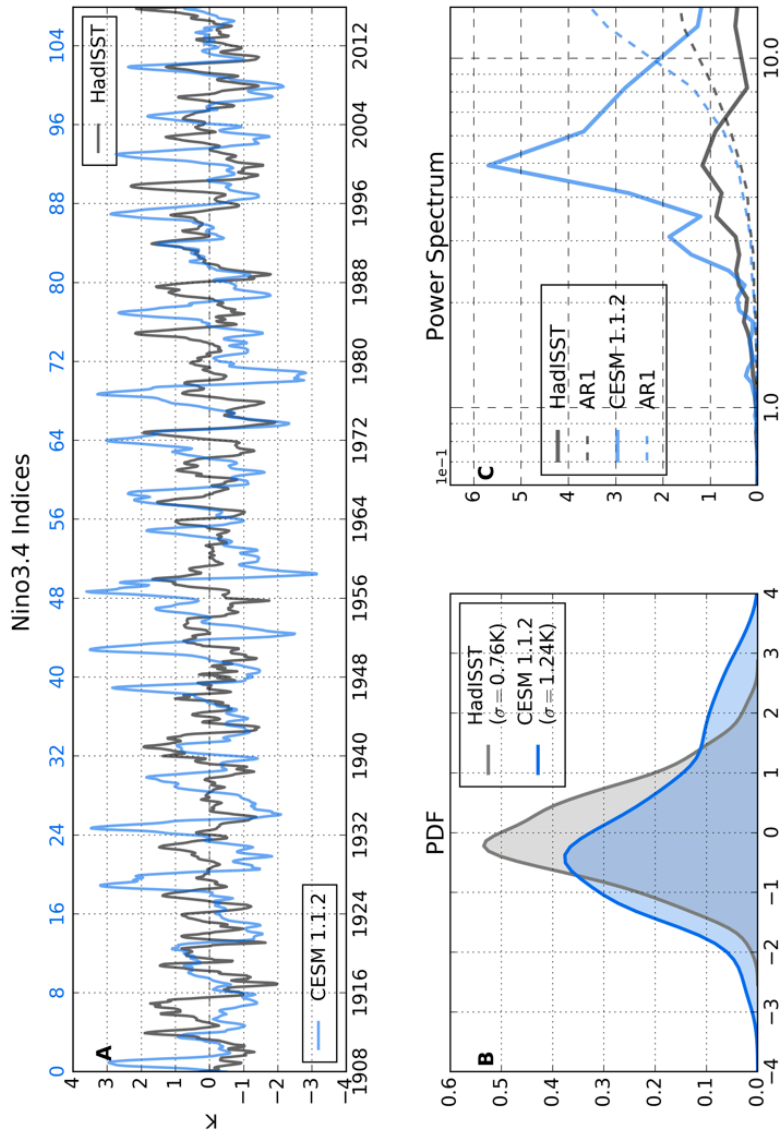 Nino3.4 Indices
0 8 16 24 32 40 48 56 64 72 80 88 96 104
A
HadISST
4
3
2
1
0
−1
−2
−3
−4
K
CESM 1.1.2
1908 1916 1924 1932 1940 1948 1956 1964 1972 1980 1988 1996 2004 2012
PDF
B
HadISST
(σ = 0.76K)
CESM 1.1.2
(σ = 1.24K)
0.6
0.5
0.4
0.3
0.2
0.1
0.0
−4 −3 −2 −1 0 1 2 3 4
Power Spectrum
1e−1
C
HadISST
AR1
CESM 1.1.2
AR1
6
5
4
3
2
1
0
1.0 10.0